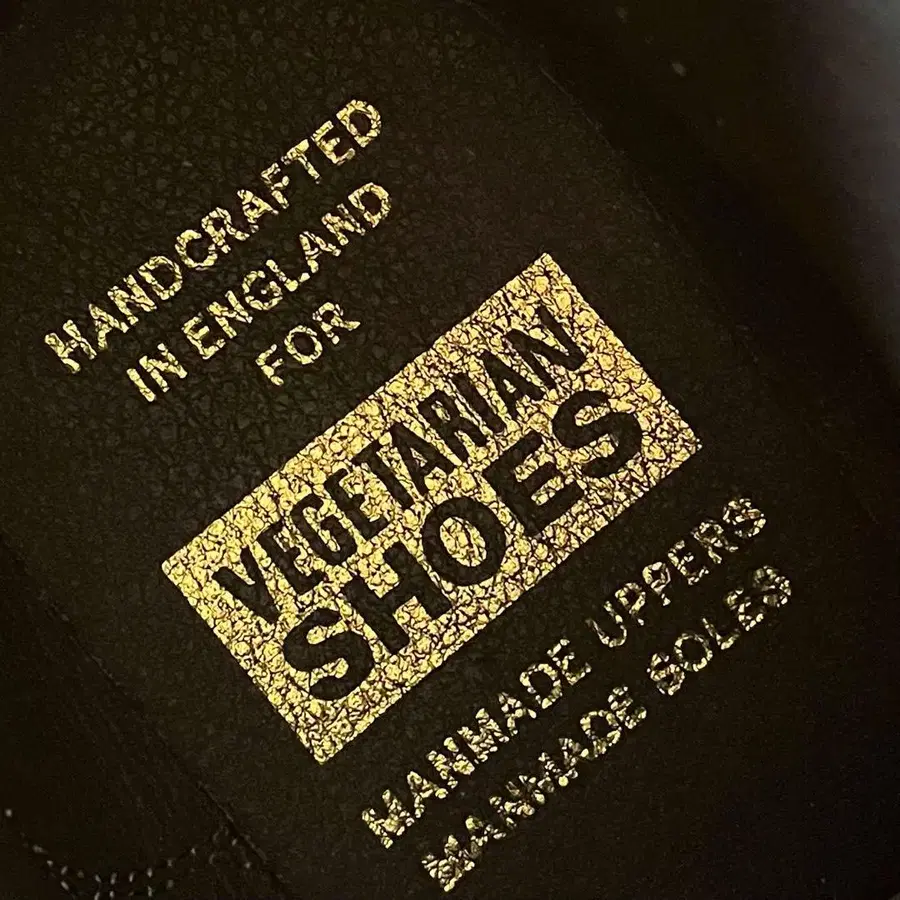 HANDCRAFTED
IN ENGLAND
FOR
VEGETARIAN
SHOES
MANMADE UPPERS
MANMADE SOLES